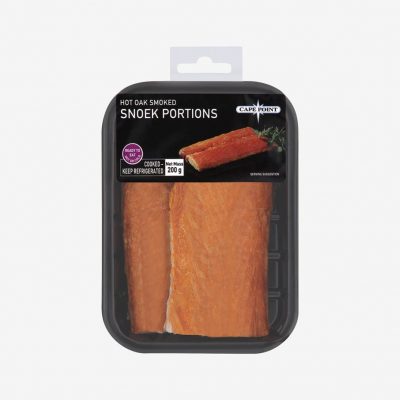 HOT OAK SMOKED
SNOEK PORTIONS
CAPE POINT
READY TO
EAT
COOKED –
KEEP REFRIGERATED
Net Mass
200 g
SERVING SUGGESTION